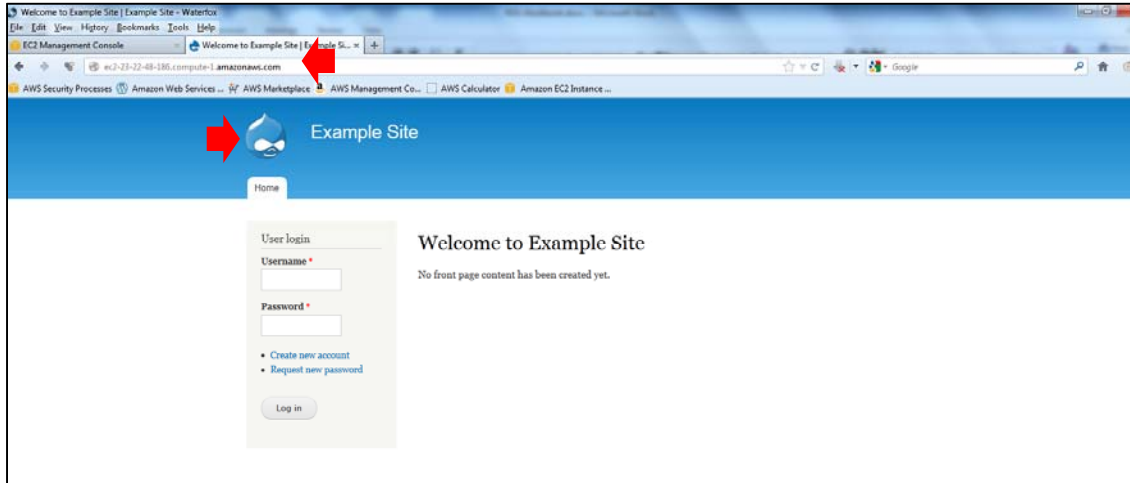 Welcome to Example Site | Example Site - Waterfox
File Edit View History Bookmarks Tools Help
EC2 Management Console
Welcome to Example Site | Example Si...
ec2-23-22-48-186.compute-1.amazonaws.com
Google
AWS Security Processes Amazon Web Services ... AWS Marketplace AWS Management Co... AWS Calculator Amazon EC2 Instance ...
Example Site
Home
User login
Username *
Password *
Create new account
Request new password
Log in
Welcome to Example Site
No front page content has been created yet.